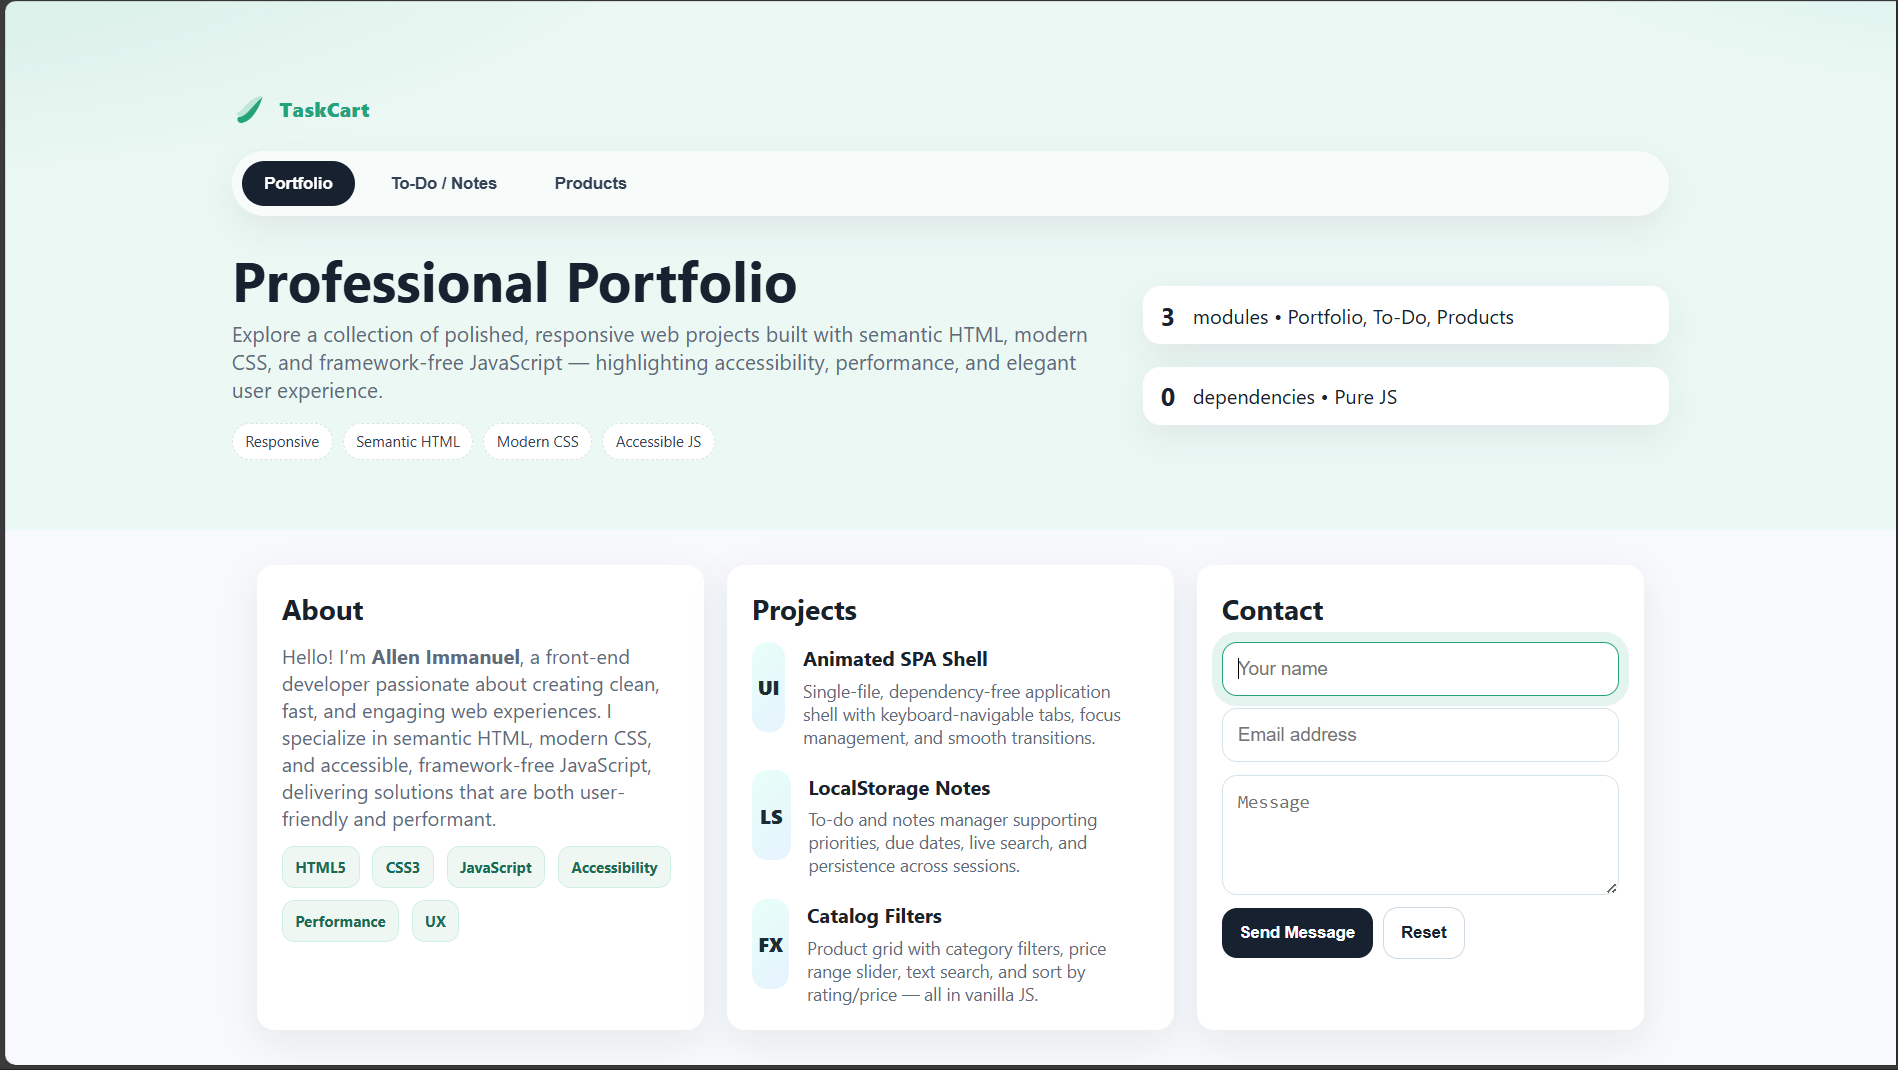 TaskCart
Portfolio
To-Do / Notes
Products
Professional Portfolio
Explore a collection of polished, responsive web projects built with semantic HTML, modern
CSS, and framework-free JavaScript — highlighting accessibility, performance, and elegant
user experience.
Responsive
Semantic HTML
Modern CSS
Accessible JS
3 modules • Portfolio, To-Do, Products
0 dependencies • Pure JS
About
Hello! I’m Allen Immanuel, a front-end
developer passionate about creating clean,
fast, and engaging web experiences. I
specialize in semantic HTML, modern CSS,
and accessible, framework-free JavaScript,
delivering solutions that are both user-
friendly and performant.
HTML5
CSS3
JavaScript
Accessibility
Performance
UX
Projects
UI
Animated SPA Shell
Single-file, dependency-free application
shell with keyboard-navigable tabs, focus
management, and smooth transitions.
LS
LocalStorage Notes
To-do and notes manager supporting
priorities, due dates, live search, and
persistence across sessions.
FX
Catalog Filters
Product grid with category filters, price
range slider, text search, and sort by
rating/price — all in vanilla JS.
Contact
Your name
Email address
Message
Send Message
Reset